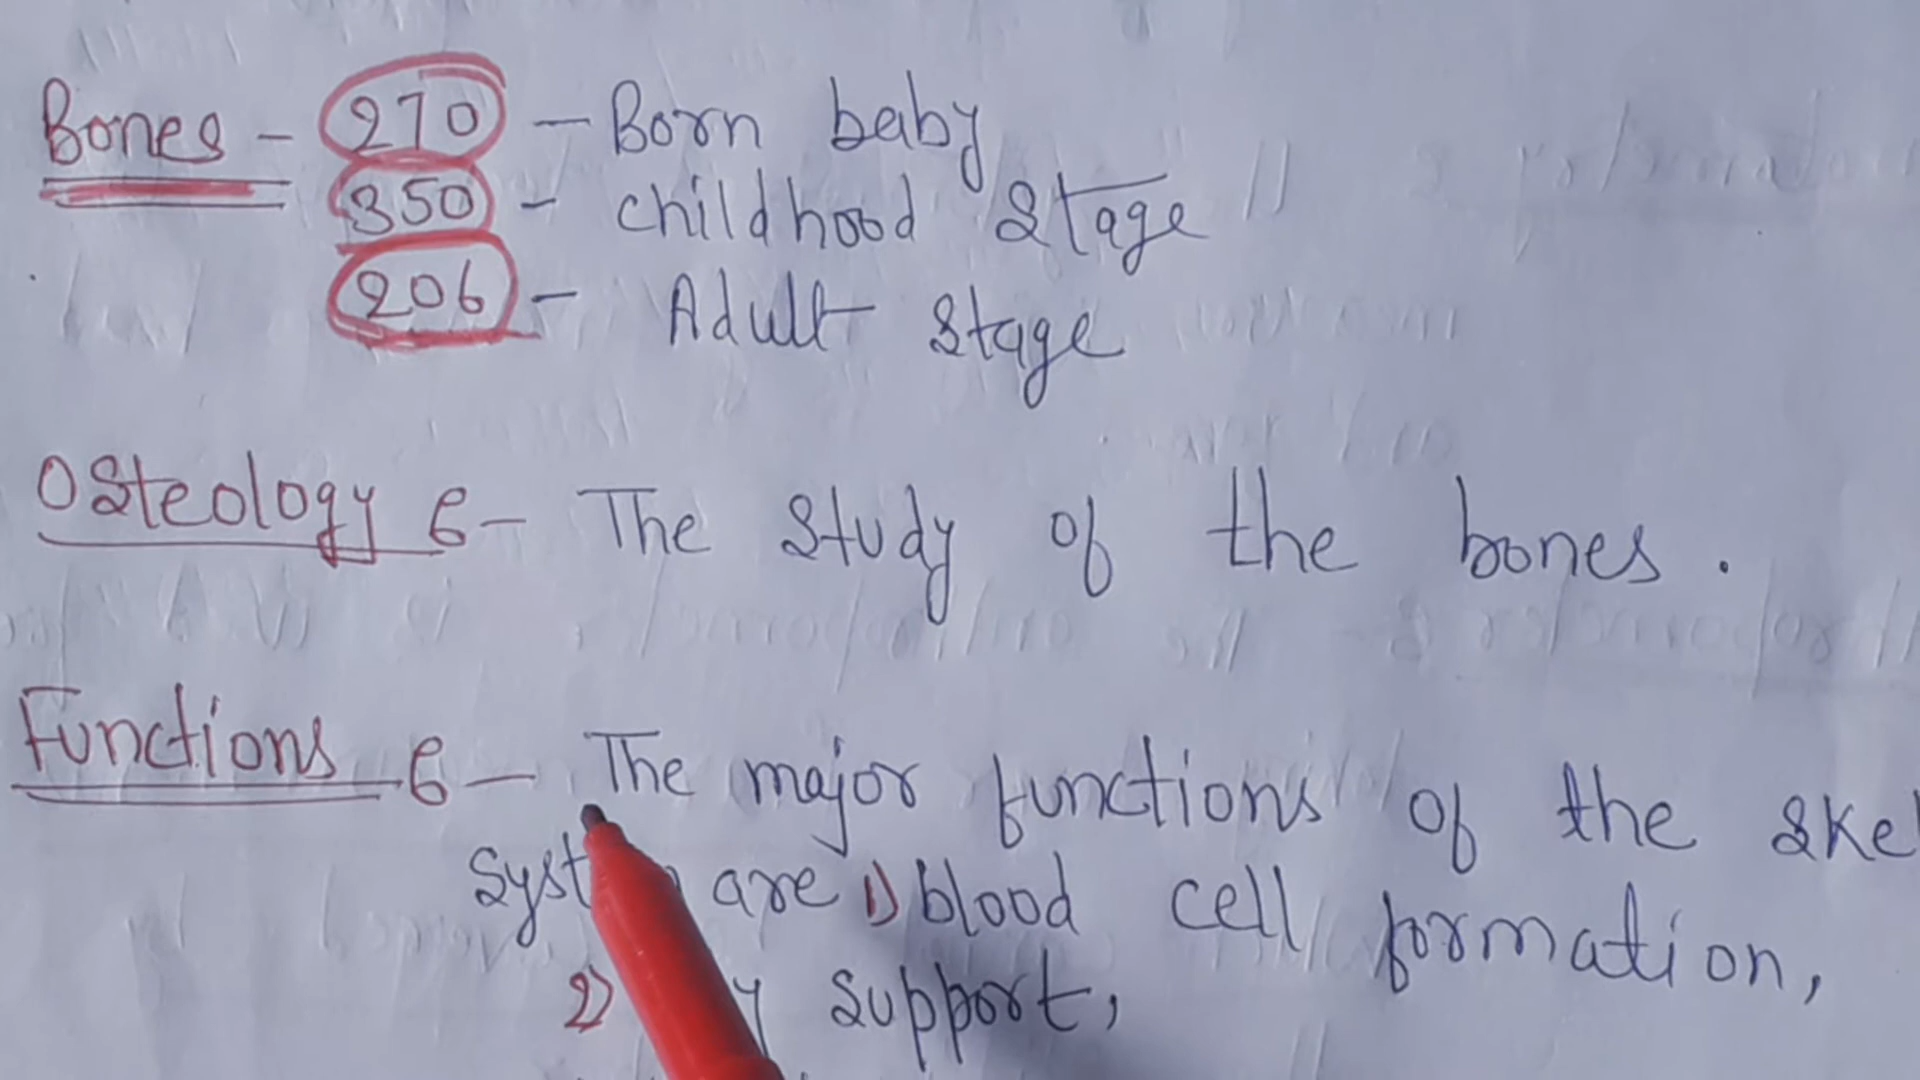 Bones - 270 - Born baby
350 - childhood stage
206 - Adult stage
Osteology :- The study of the bones.
Functions :- The major functions of the ske
are 1) blood cell formation,
2) support,